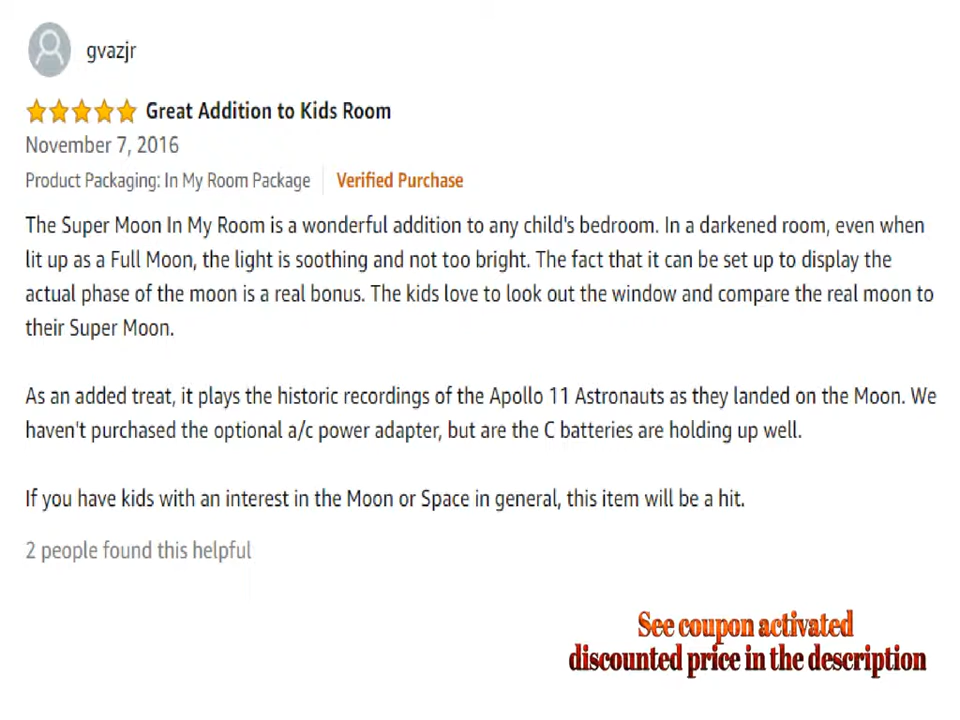 gvazjr
Great Addition to Kids Room
November 7, 2016
Product Packaging: In My Room Package Verified Purchase
The Super Moon In My Room is a wonderful addition to any child's bedroom. In a darkened room, even when
lit up as a Full Moon, the light is soothing and not too bright. The fact that it can be set up to display the
actual phase of the moon is a real bonus. The kids love to look out the window and compare the real moon to
their Super Moon.
As an added treat, it plays the historic recordings of the Apollo 11 Astronauts as they landed on the Moon. We
haven't purchased the optional a/c power adapter, but are the C batteries are holding up well.
If you have kids with an interest in the Moon or Space in general, this item will be a hit.
2 people found this helpful
See coupon activated
discounted price in the description